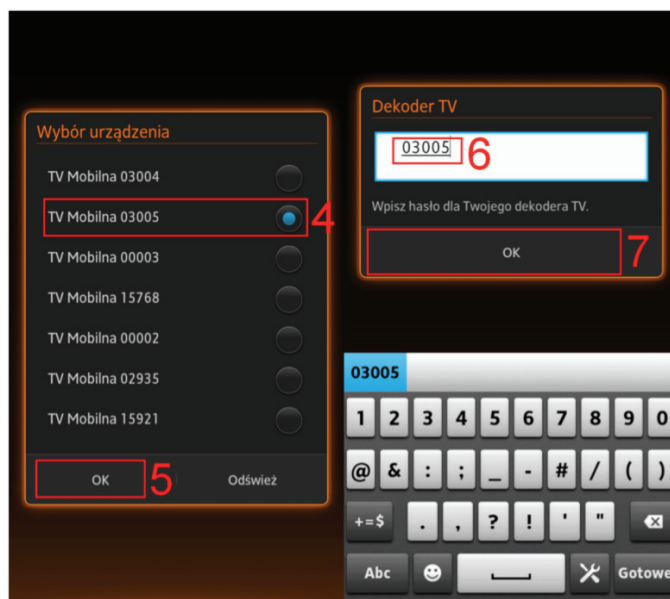 Wybór urządzenia
TV Mobilna 03004
TV Mobilna 03005
4
TV Mobilna 00003
TV Mobilna 15768
TV Mobilna 00002
TV Mobilna 02935
TV Mobilna 15921
OK
5
Odśwież
Dekoder TV
03005
6
Wpisz hasło dla Twojego dekodera TV.
OK
7
03005
1 2 3 4 5 6 7 8 9 0
@ & : ; _ - # / ( )
+=$ . , ? ! ' "
Abc Gotowe